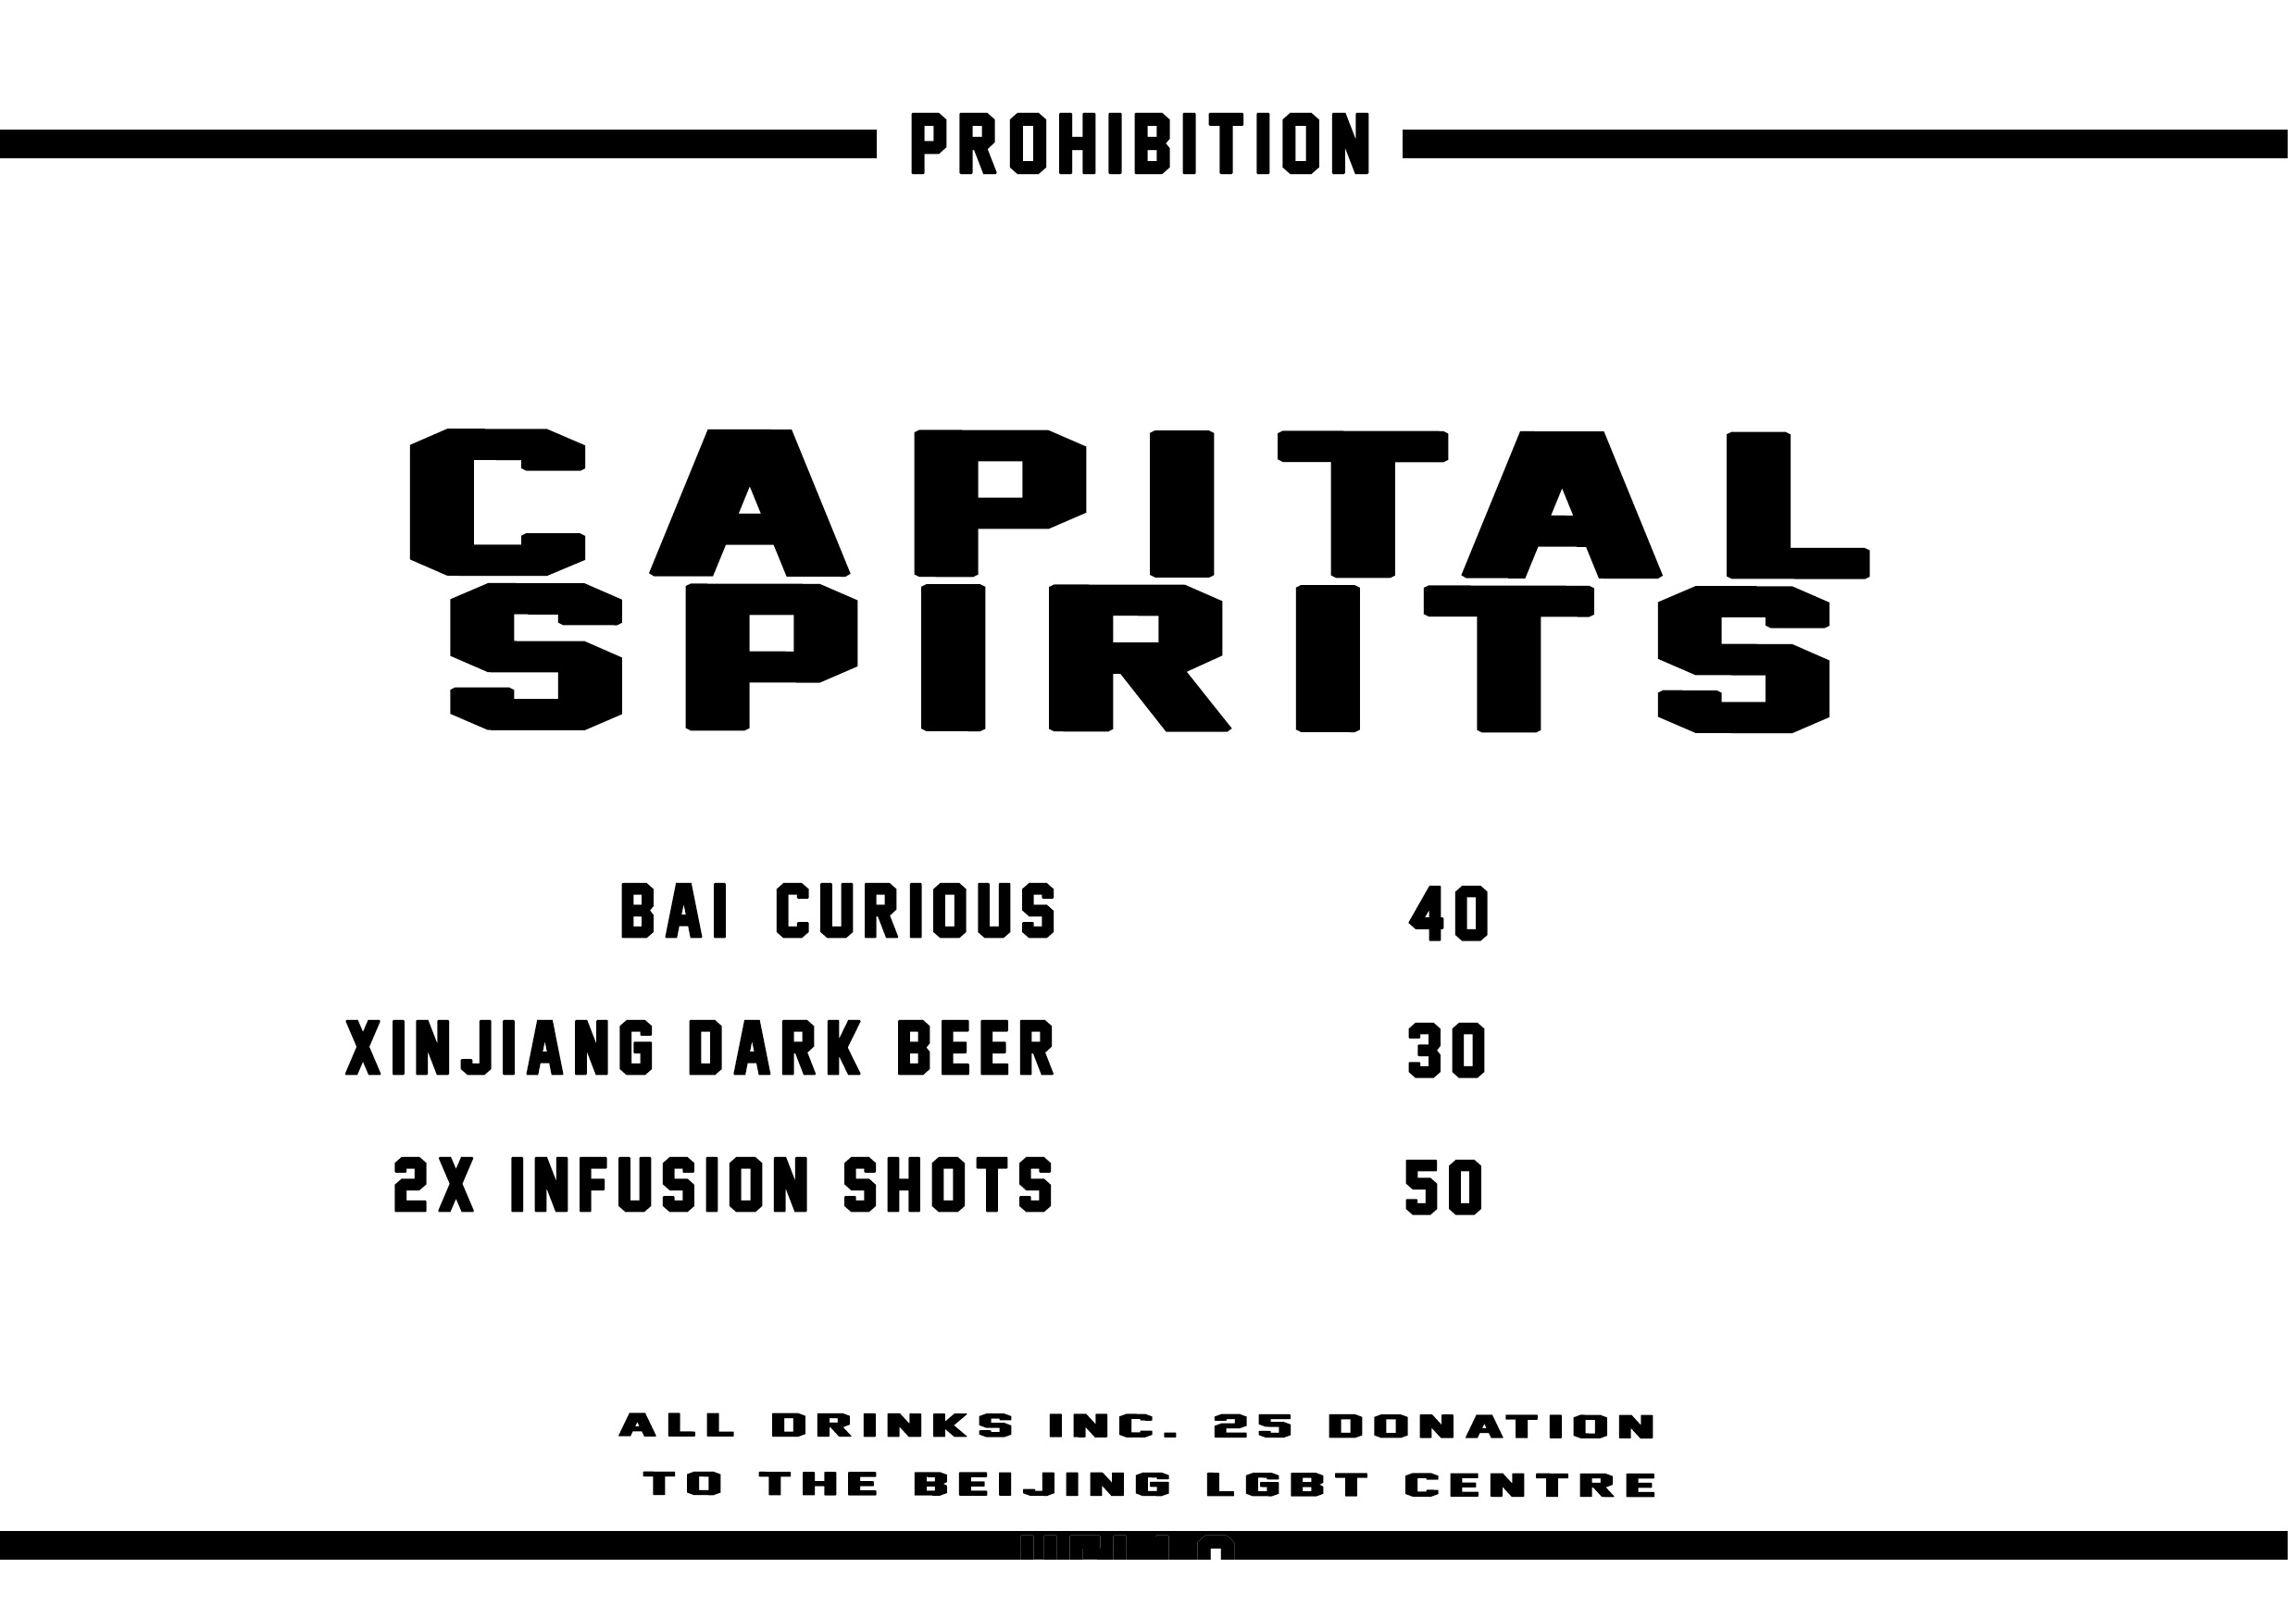 PROHIBITION
CAPITAL
SPIRITS
BAI CURIOUS 40
XINJIANG DARK BEER 30
2X INFUSION SHOTS 50
ALL DRINKS INC. 25 DONATION
TO THE BEIJING LGBT CENTRE